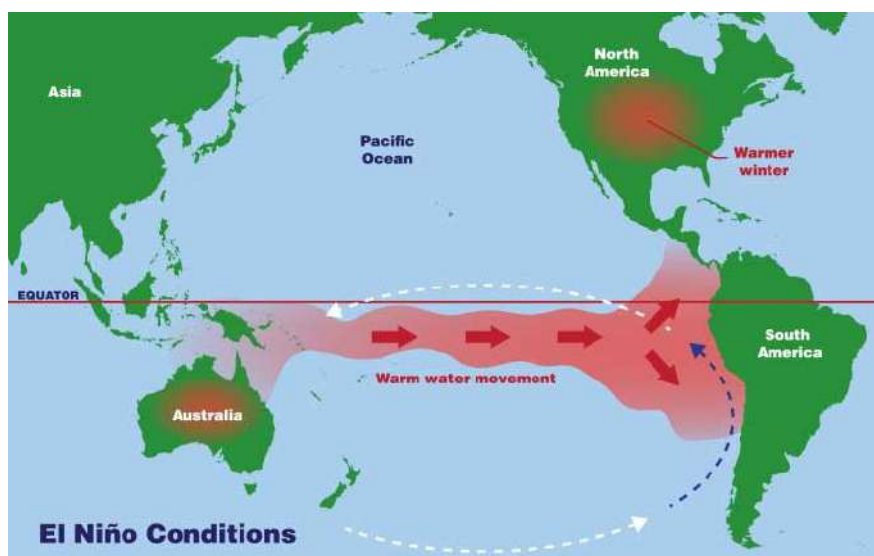 North
America
Asia
Pacific
Ocean
Warmer
winter
EQUATOR
South
America
Warm water movement
Australia
El Niño Conditions